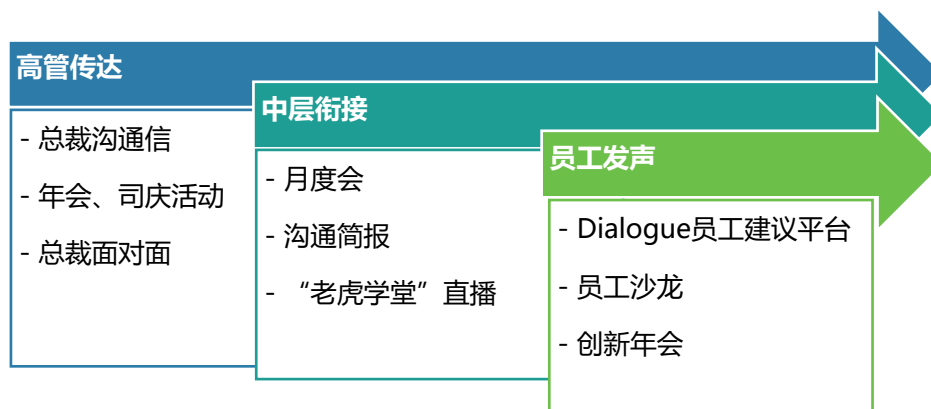 高管传达
- 总裁沟通信
- 年会、司庆活动
- 总裁面对面
中层衔接
- 月度会
- 沟通简报
- “老虎学堂”直播
员工发声
- Dialogue员工建议平台
- 员工沙龙
- 创新年会